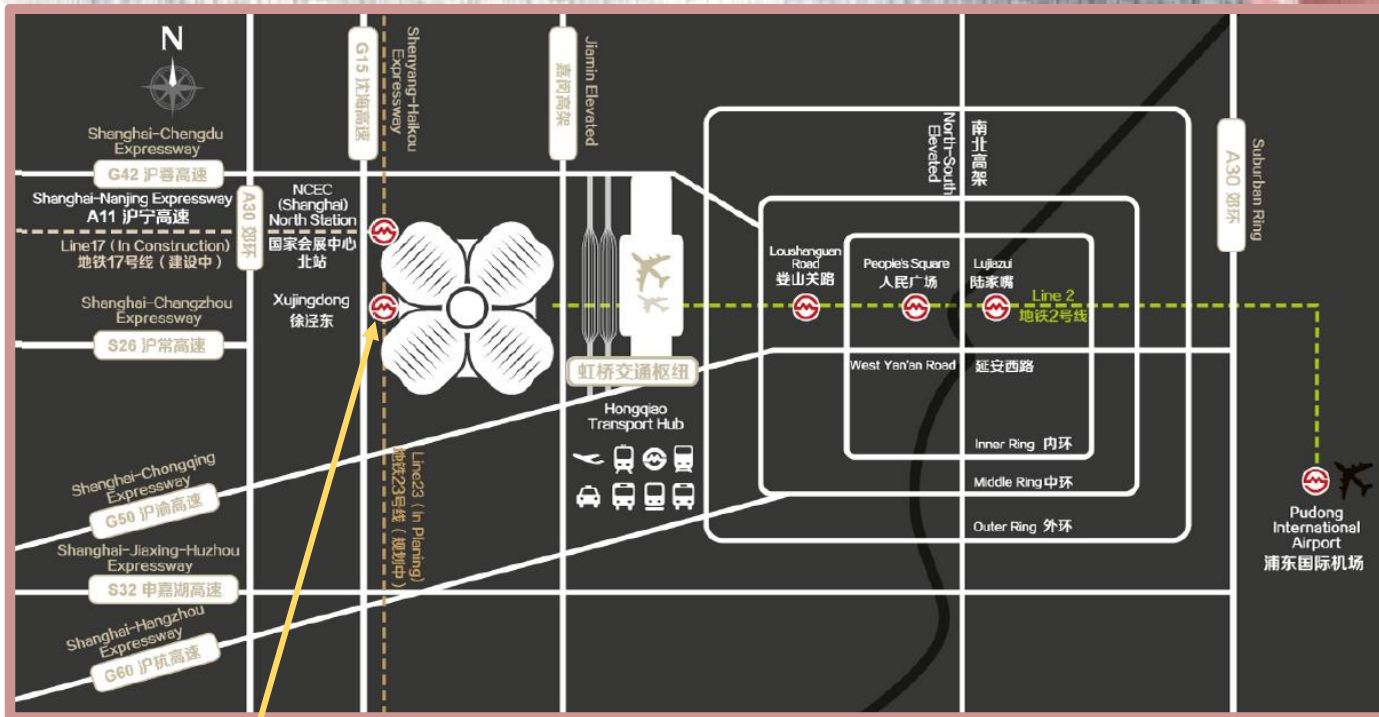 N
Shenyang-Haikou
Expressway
G15 沈海高速
Jiamin Elevated
嘉闵高架
Shanghai-Chengdu
Expressway
G42 沪蓉高速
Shanghai-Nanjing Expressway
A11 沪宁高速
A30 郊环
Line17 (In Construction)
地铁17号线 (建设中)
NCEC
(Shanghai)
North Station
国家会展中心
北站
Shanghai-Changzhou
Expressway
S26 沪常高速
Xujingdong
徐泾东
虹桥交通枢纽
Hongqiao
Transport Hub
North-South
Elevated
南北高架
Suburban Ring
A30 郊环
Loushanguan
Road
娄山关路
People's Square
人民广场
Lujiazui
陆家嘴
Line 2
地铁2号线
West Yan'an Road 延安西路
Inner Ring 内环
Middle Ring 中环
Outer Ring 外环
Pudong
International
Airport
浦东国际机场
Shanghai-Chongqing
Expressway
G50 沪渝高速
Line23 (In Planing)
地铁23号线 (规划中)
Shanghai-Jiaxing-Huzhou
Expressway
S32 申嘉湖高速
Shanghai-Hangzhou
Expressway
G60 沪杭高速